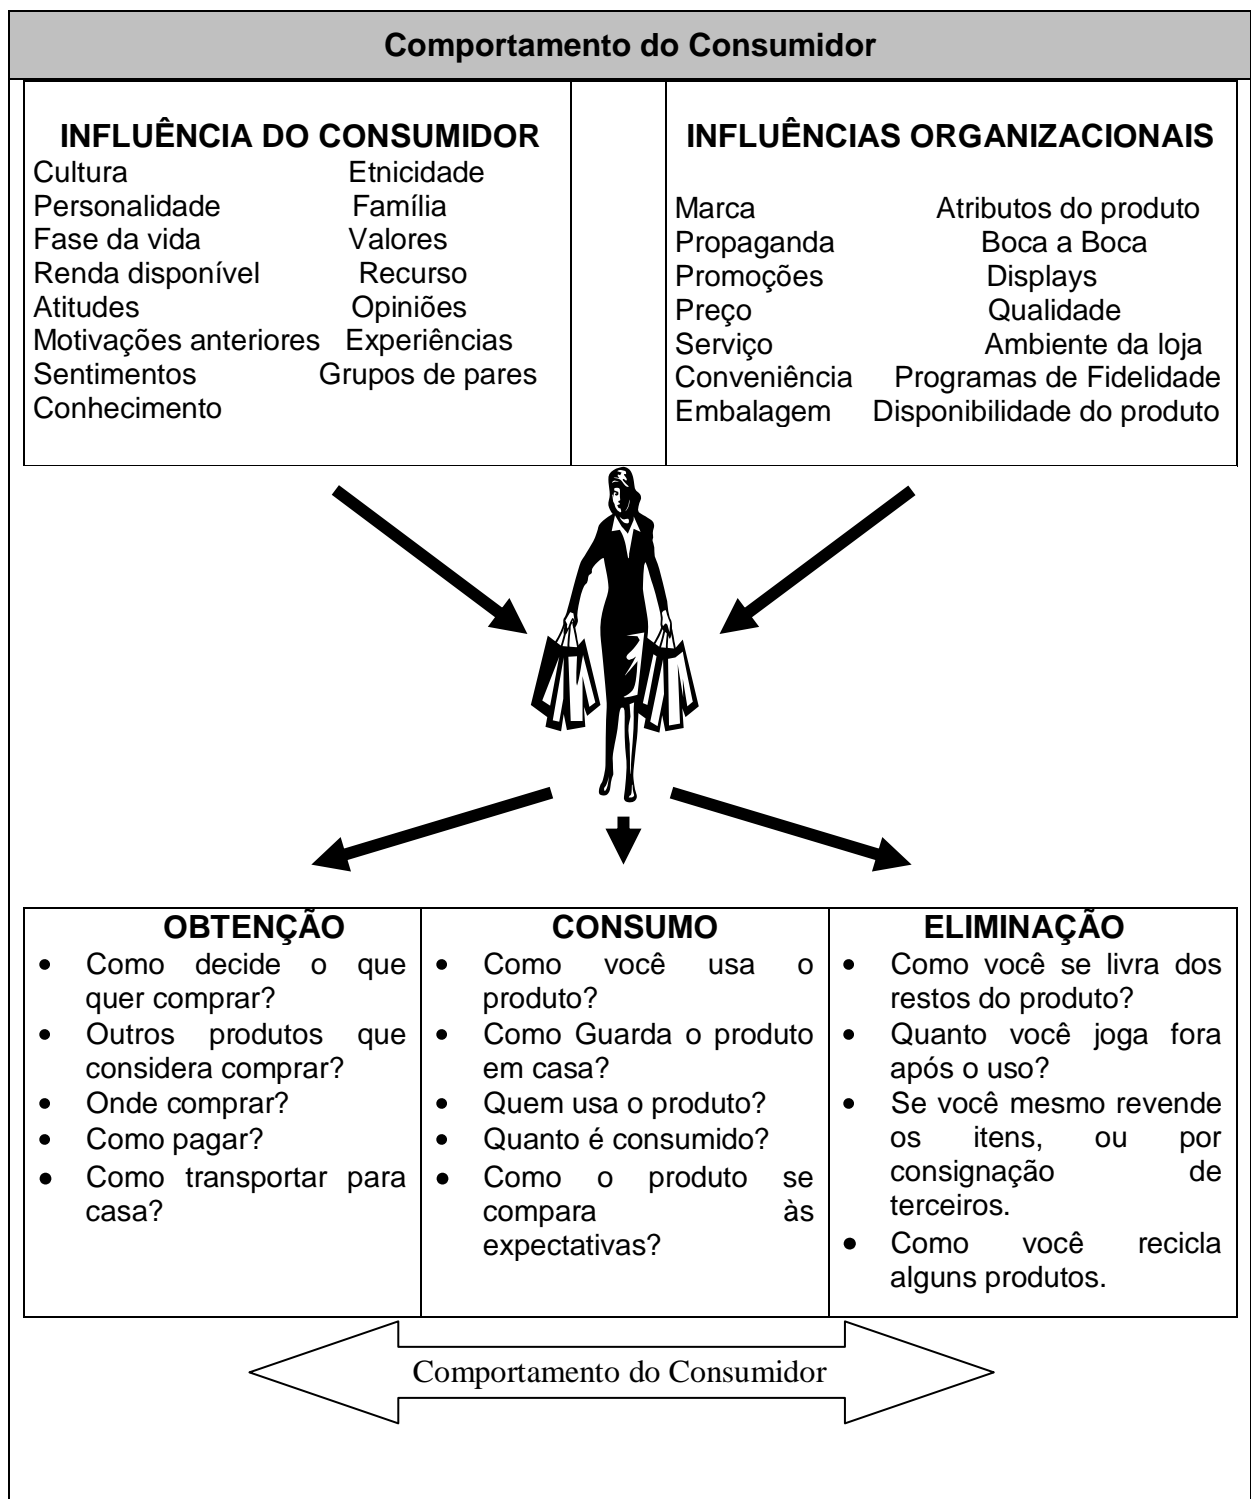 Comportamento do Consumidor
INFLUÊNCIA DO CONSUMIDOR
Cultura Etnicidade
Personalidade Família
Fase da vida Valores
Renda disponível Recurso
Atitudes Opiniões
Motivações anteriores Experiências
Sentimentos Grupos de pares
Conhecimento
INFLUÊNCIAS ORGANIZACIONAIS
Marca Atributos do produto
Propaganda Boca a Boca
Promoções Displays
Preço Qualidade
Serviço Ambiente da loja
Conveniência Programas de Fidelidade
Embalagem Disponibilidade do produto
OBTENÇÃO
• Como decide o que
quer comprar?
• Outros produtos que
considera comprar?
• Onde comprar?
• Como pagar?
• Como transportar para
casa?
CONSUMO
• Como você usa o
produto?
• Como Guarda o produto
em casa?
• Quem usa o produto?
• Quanto é consumido?
• Como o produto se
compara às
expectativas?
ELIMINAÇÃO
• Como você se livra dos
restos do produto?
• Quanto você joga fora
após o uso?
• Se você mesmo revende
os itens, ou por
consignação de
terceiros.
• Como você recicla
alguns produtos.
Comportamento do Consumidor